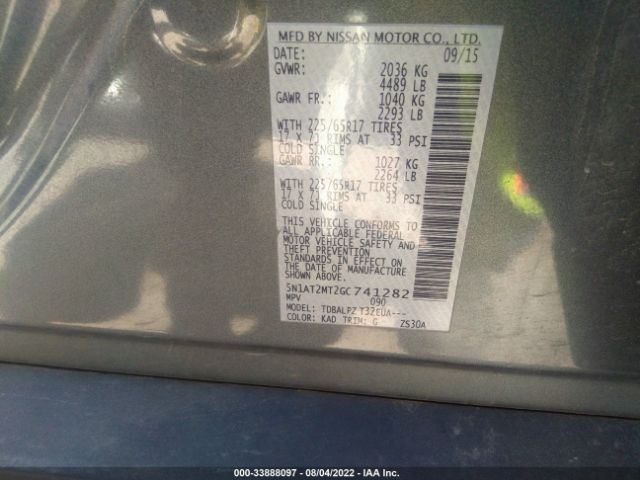 MFD BY NISSAN MOTOR CO., LTD.
DATE: 09/15
GVWR: 2036 KG
4489 LB
GAWR FR.: 1040 KG
2293 LB
WITH 225/65R17 TIRES
17 X 7J RIMS AT 33 PSI
COLD SINGLE
GAWR RR.: 1027 KG
2264 LB
WITH 225/65R17 TIRES
17 X 7J RIMS AT 33 PSI
COLD SINGLE
THIS VEHICLE CONFORMS TO
ALL APPLICABLE FEDERAL
MOTOR VEHICLE SAFETY AND
THEFT PREVENTION
STANDARDS IN EFFECT ON
THE DATE OF MANUFACTURE
SHOWN ABOVE.
5N1AT2MT2GC741282
MPV 090
MODEL: TDBALPZ T32EUA---
COLOR: KAD TRIM: G ZS30A
000-33888097 - 08/04/2022 - IAA Inc.